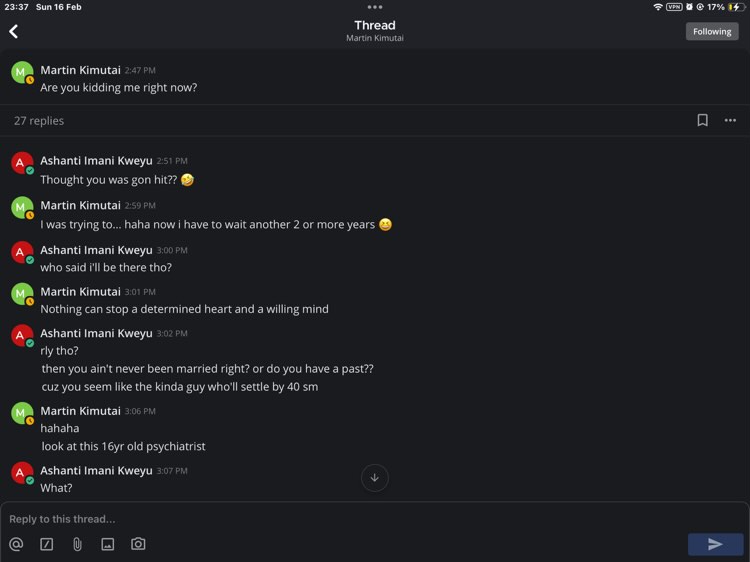 23:37 Sun 16 Feb
VPN 17%
Thread
Martin Kimutai
Following
M
Martin Kimutai 2:47 PM
Are you kidding me right now?
27 replies
A
Ashanti Imani Kweyu 2:51 PM
Thought you was gon hit?? 🤣
M
Martin Kimutai 2:59 PM
I was trying to... haha now i have to wait another 2 or more years 😆
A
Ashanti Imani Kweyu 3:00 PM
who said i'll be there tho?
M
Martin Kimutai 3:01 PM
Nothing can stop a determined heart and a willing mind
A
Ashanti Imani Kweyu 3:02 PM
rly tho?
then you ain't never been married right? or do you have a past??
cuz you seem like the kinda guy who'll settle by 40 sm
M
Martin Kimutai 3:06 PM
hahaha
look at this 16yr old psychiatrist
A
Ashanti Imani Kweyu 3:07 PM
What?
Reply to this thread...